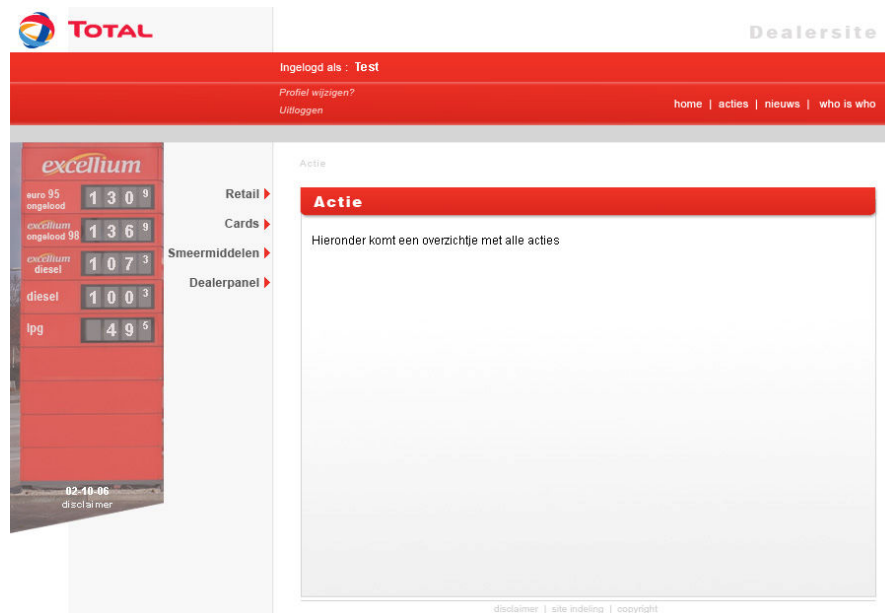 TOTAL
Dealersite
Ingelogd als : Test
Profiel wijzigen?
Uitloggen
home | acties | nieuws | who is who
excellium
euro 95 ongelood 1 3 0 9
excellium ongelood 98 1 3 6 9
excellium diesel 1 0 7 3
diesel 1 0 0 3
lpg 4 9 5
02-10-06
disclaimer
Retail
Cards
Smeermiddelen
Dealerpanel
Actie
Actie
Hieronder komt een overzichtje met alle acties
disclaimer | site indeling | copyright